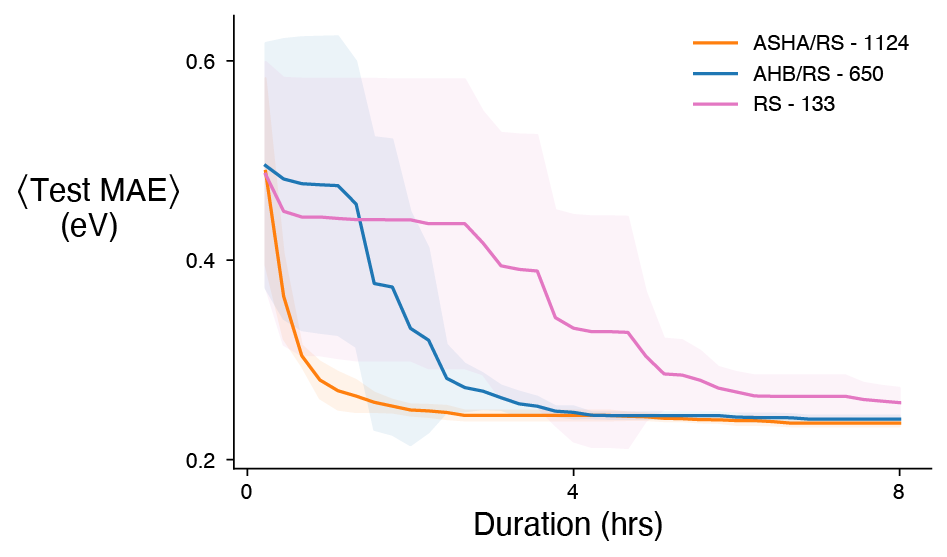 ASHA/RS - 1124
AHB/RS - 650
RS - 133
0.6
0.4
0.2
⟨Test MAE⟩
(eV)
0 4 8
Duration (hrs)